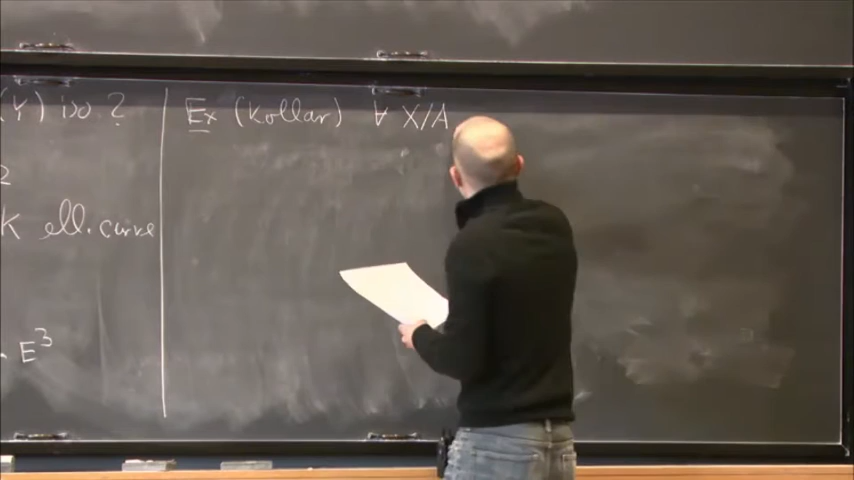 (Y) iso ?
2
K ell. curve
E³
Ex (Kollar) ∀ X/A